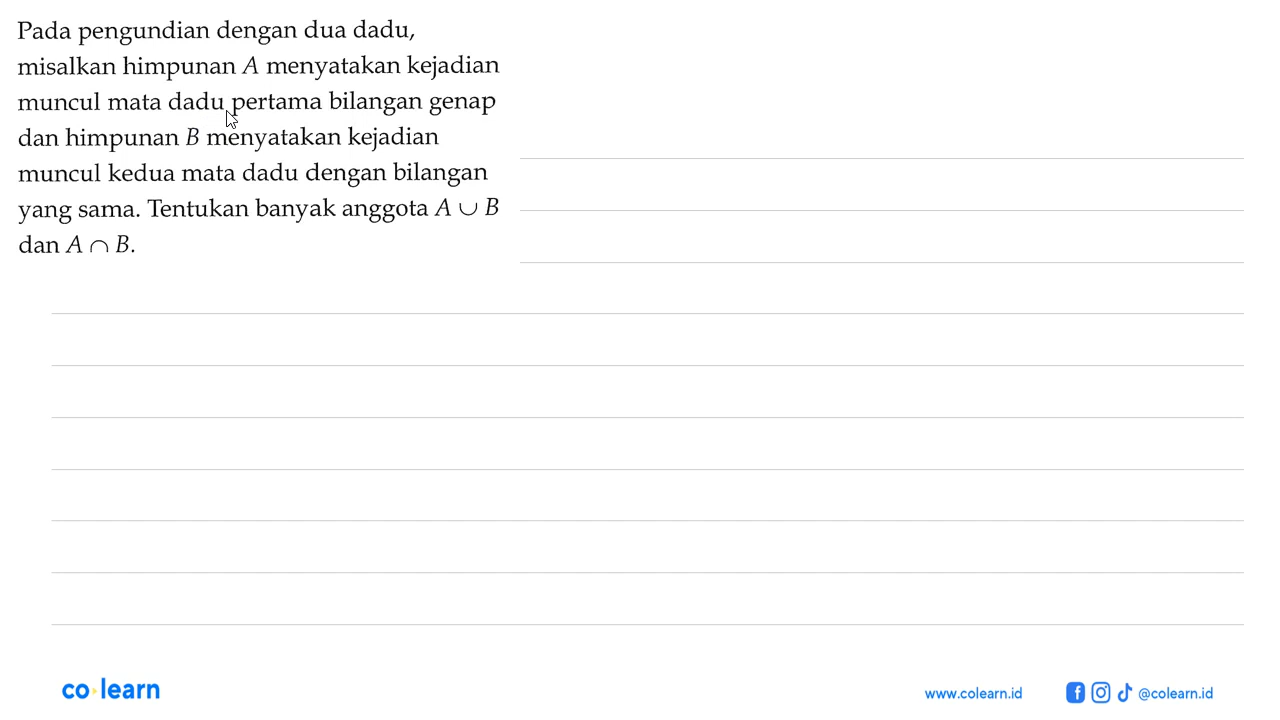 Pada pengundian dengan dua dadu,
misalkan himpunan A menyatakan kejadian
muncul mata dadu pertama bilangan genap
dan himpunan B menyatakan kejadian
muncul kedua mata dadu dengan bilangan
yang sama. Tentukan banyak anggota A ∪ B
dan A ∩ B.
co learn
www.colearn.id
@colearn.id